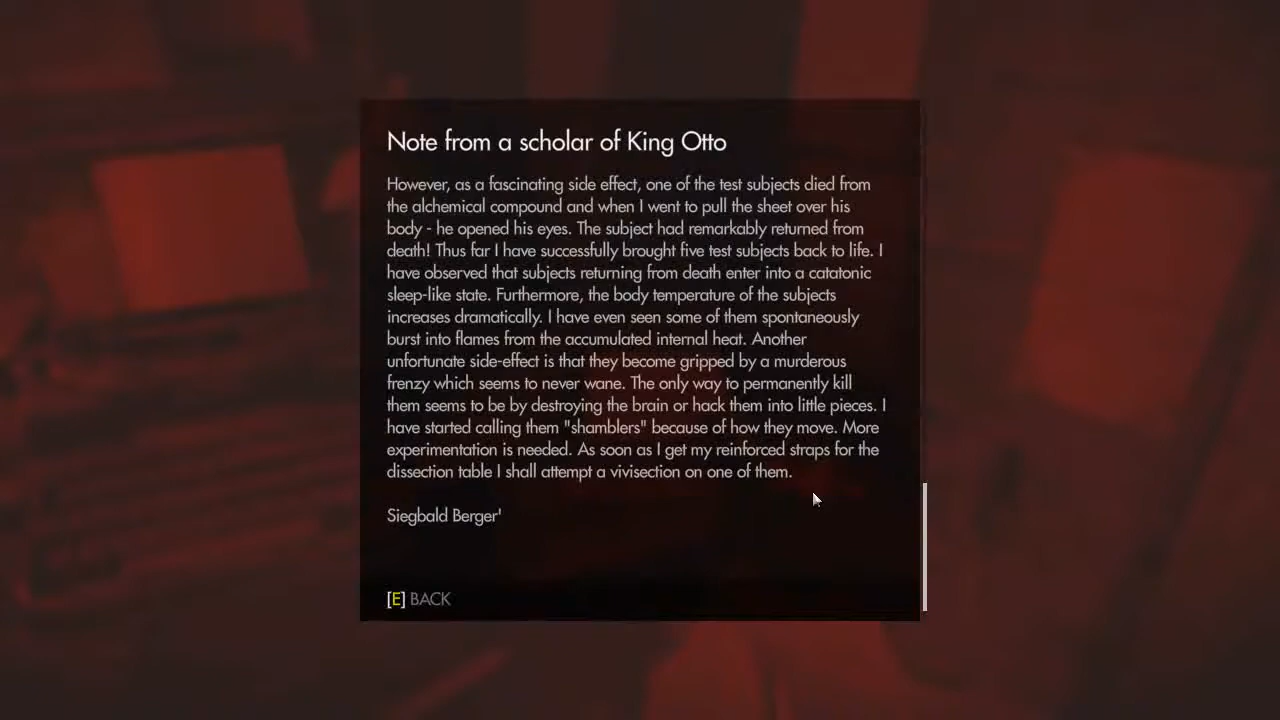 Note from a scholar of King Otto
However, as a fascinating side effect, one of the test subjects died from
the alchemical compound and when I went to pull the sheet over his
body - he opened his eyes. The subject had remarkably returned from
death! Thus far I have successfully brought five test subjects back to life. I
have observed that subjects returning from death enter into a catatonic
sleep-like state. Furthermore, the body temperature of the subjects
increases dramatically. I have even seen some of them spontaneously
burst into flames from the accumulated internal heat. Another
unfortunate side-effect is that they become gripped by a murderous
frenzy which seems to never wane. The only way to permanently kill
them seems to be by destroying the brain or hack them into little pieces. I
have started calling them "shamblers" because of how they move. More
experimentation is needed. As soon as I get my reinforced straps for the
dissection table I shall attempt a vivisection on one of them.
Siegbald Berger'
[E] BACK